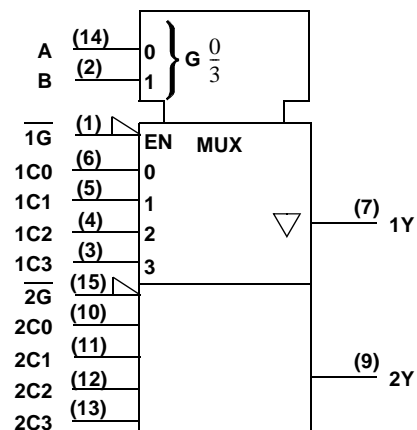 A (14) 0 } G 0/3
B (2) 1
1G (1) EN MUX
1C0 (6) 0
1C1 (5) 1
1C2 (4) 2
1C3 (3) 3
(7) 1Y
2G (15)
2C0 (10)
2C1 (11)
2C2 (12)
2C3 (13)
(9) 2Y